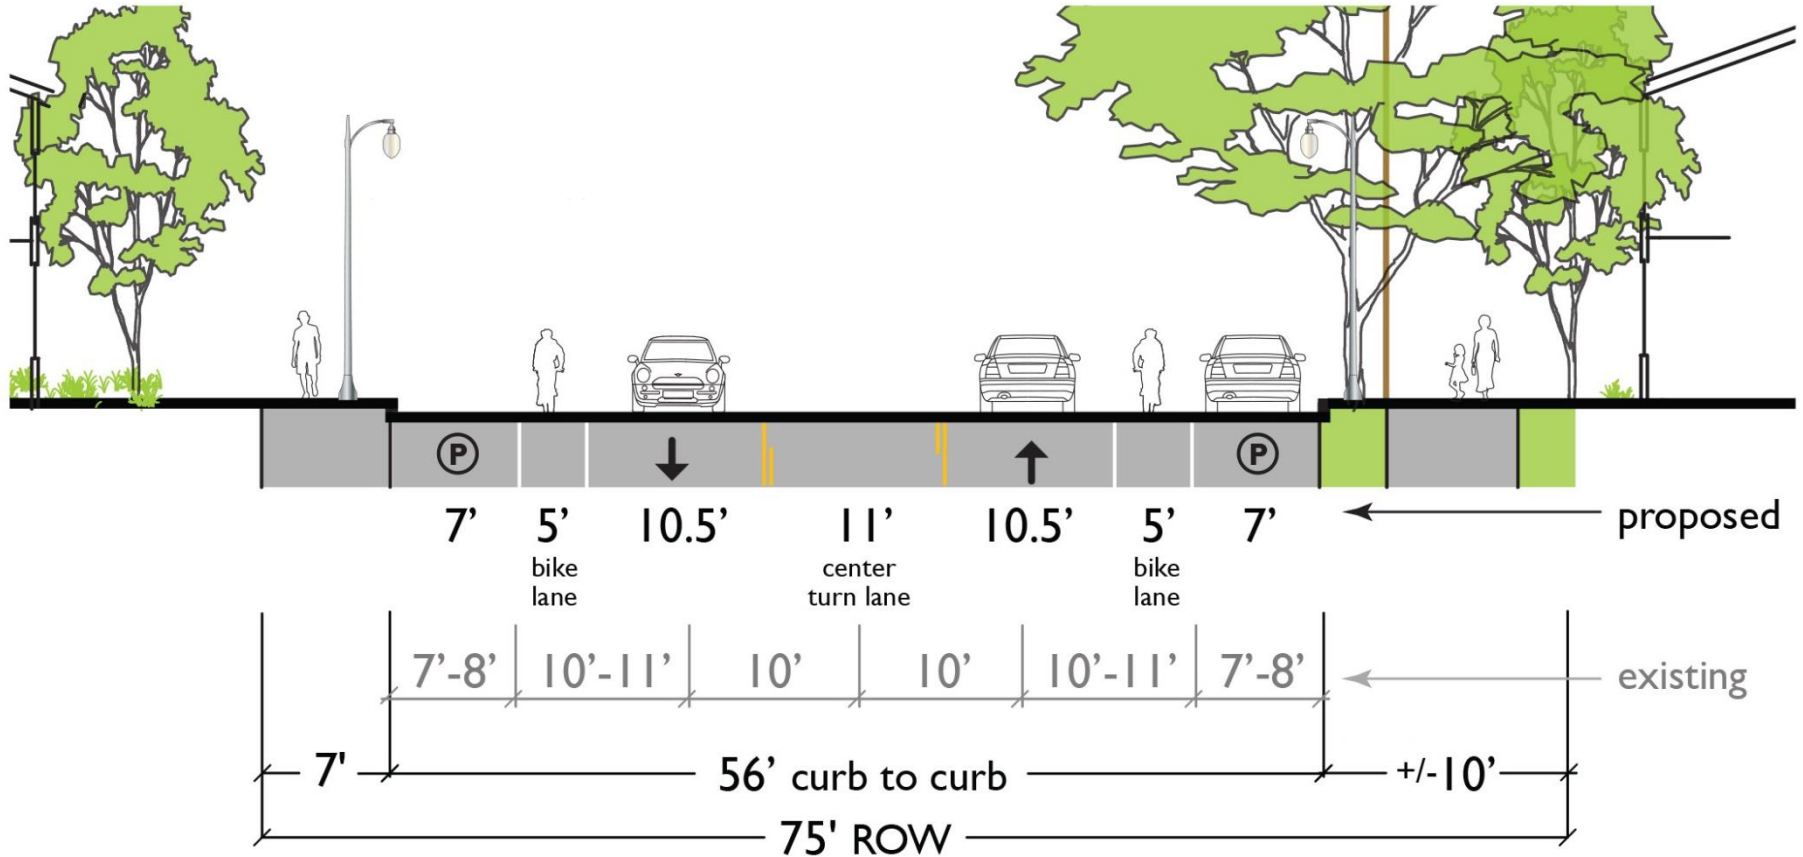 P P
7’ 5’ 10.5’ 11’ 10.5’ 5’ 7’ proposed
bike center bike
lane turn lane lane
7’-8’ 10’-11’ 10’ 10’ 10’-11’ 7’-8’ existing
7' 56’ curb to curb +/-10’
75' ROW